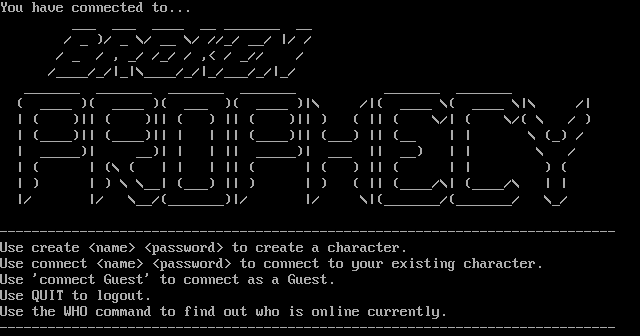 You have connected to...
BROKEN
PROPHECY
Use create <name> <password> to create a character.
Use connect <name> <password> to connect to your existing character.
Use 'connect Guest' to connect as a Guest.
Use QUIT to logout.
Use the WHO command to find out who is online currently.